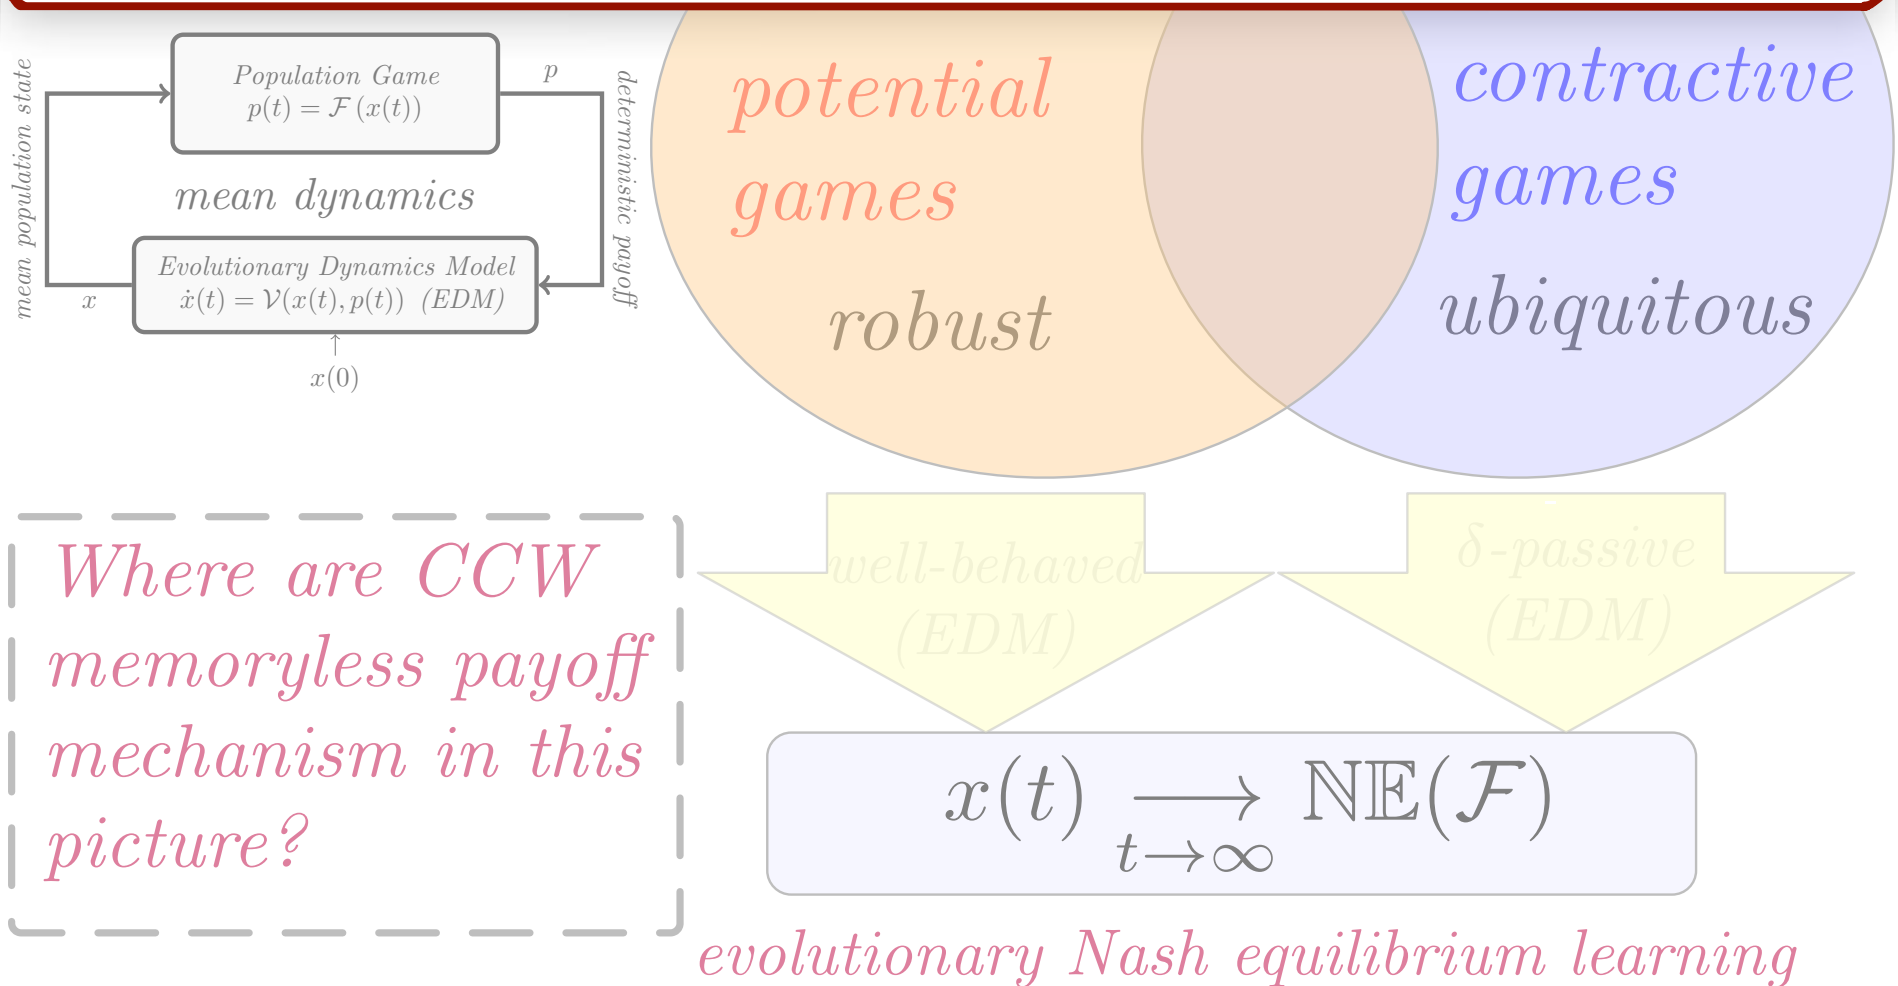 mean population state
Population Game
p(t) = 𝓕 (x(t))
p
deterministic payoff
mean dynamics
Evolutionary Dynamics Model
ẋ(t) = 𝒱(x(t), p(t)) (EDM)
x
↑
x(0)
potential
games
robust
contractive
games
ubiquitous
well-behaved
(EDM)
δ-passive
(EDM)
Where are CCW
memoryless payoff
mechanism in this
picture?
x(t) ⟶ ℕ𝔼(𝓕)
t→∞
evolutionary Nash equilibrium learning